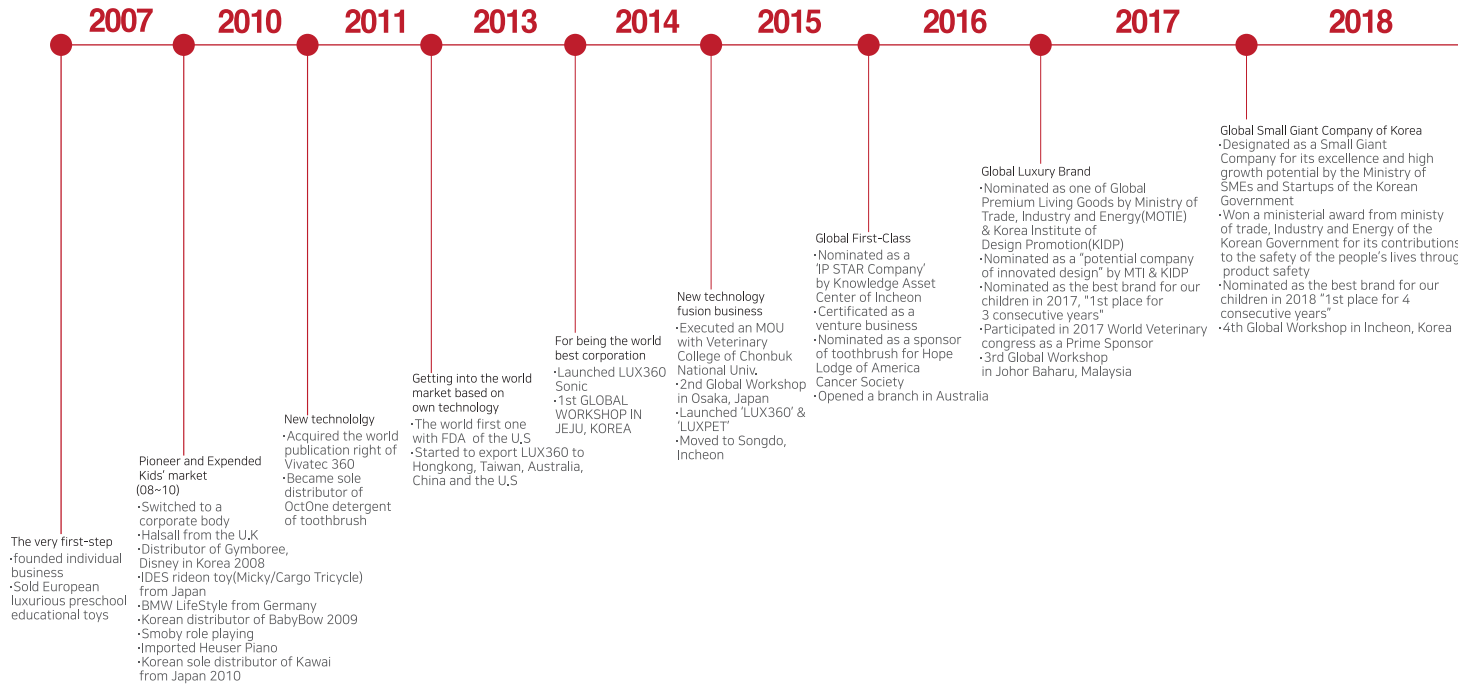 2007
2010
2011
2013
2014
2015
2016
2017
2018
The very first-step
·founded individual
business
·Sold European
luxurious preschool
educational toys
Pioneer and Expended
Kids' market
(08~10)
·Switched to a
corporate body
·Halsall from the U.K
·Distributor of Gymboree,
Disney in Korea 2008
·IDES rideon toy(Micky/Cargo Tricycle)
from Japan
·BMW LifeStyle from Germany
·Korean distributor of BabyBow 2009
·Smoby role playing
·Imported Heuser Piano
·Korean sole distributor of Kawai
from Japan 2010
New technololgy
·Acquired the world
publication right of
Vivatec 360
·Became sole
distributor of
OctOne detergent
of toothbrush
Getting into the world
market based on
own technology
·The world first one
with FDA of the U.S
·Started to export LUX360 to
Hongkong, Taiwan, Australia,
China and the U.S
For being the world
best corporation
·Launched LUX360
Sonic
·1st GLOBAL
WORKSHOP IN
JEJU, KOREA
New technology
fusion business
·Executed an MOU
with Veterinary
College of Chonbuk
National Univ.
·2nd Global Workshop
in Osaka, Japan
·Launched 'LUX360' &
'LUXPET'
·Moved to Songdo,
Incheon
Global First-Class
·Nominated as a
'IP STAR Company'
by Knowledge Asset
Center of Incheon
·Certificated as a
venture business
·Nominated as a sponsor
of toothbrush for Hope
Lodge of America
Cancer Society
·Opened a branch in Australia
Global Luxury Brand
·Nominated as one of Global
Premium Living Goods by Ministry of
Trade, Industry and Energy(MOTIE)
& Korea Institute of
Design Promotion(KIDP)
·Nominated as a "potential company
of innovated design" by MTI & KIDP
·Nominated as the best brand for our
children in 2017, "1st place for
3 consecutive years"
·Participated in 2017 World Veterinary
congress as a Prime Sponsor
·3rd Global Workshop
in Johor Baharu, Malaysia
Global Small Giant Company of Korea
·Designated as a Small Giant
Company for its excellence and high
growth potential by the Ministry of
SMEs and Startups of the Korean
Government
·Won a ministerial award from ministy
of trade, Industry and Energy of the
Korean Government for its contributions
to the safety of the people's lives throug
product safety
·Nominated as the best brand for our
children in 2018 "1st place for 4
consecutive years"
·4th Global Workshop in Incheon, Korea